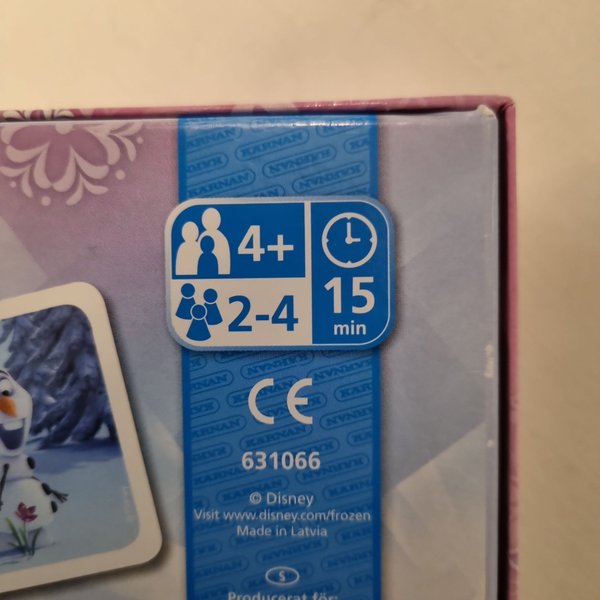 KARNAN
4+
2-4
15
min
CE
631066
© Disney
Visit www.disney.com/frozen
Made in Latvia
S
Producerat för: